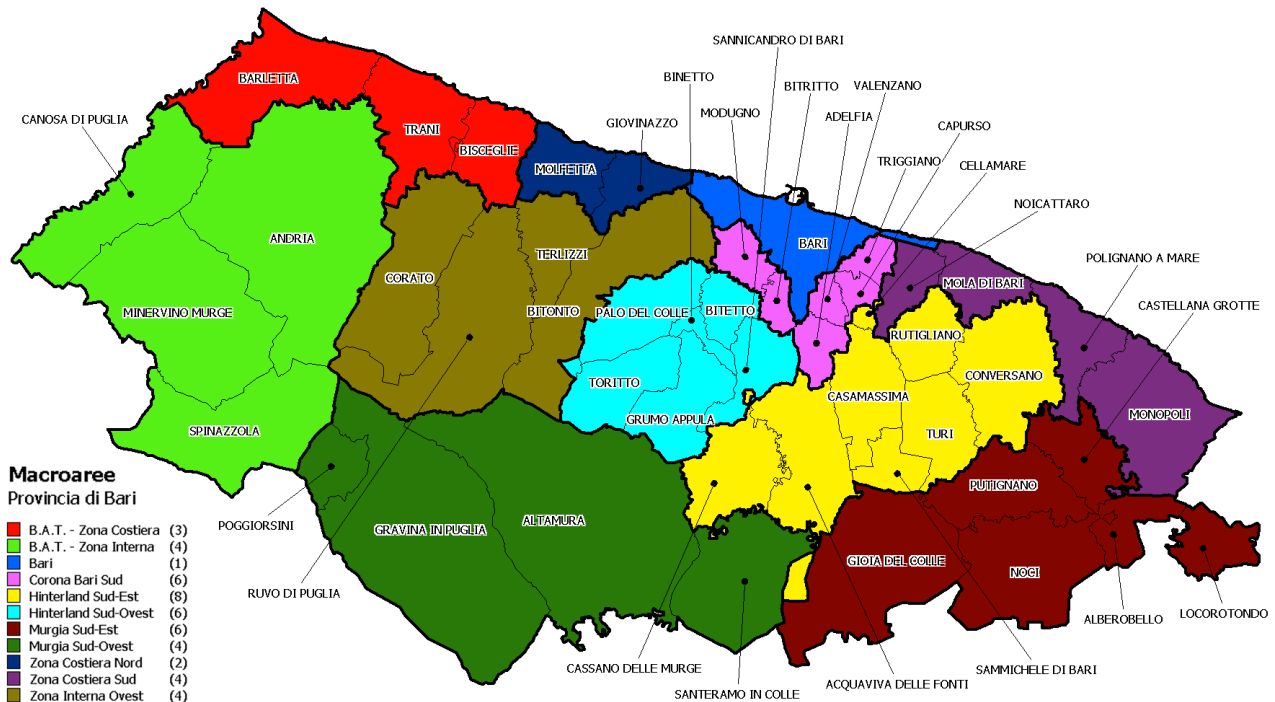 SANNICANDRO DI BARI
BINETTO
BITRITTO
VALENZANO
BARLETTA
MODUGNO
ADELFIA
CANOSA DI PUGLIA
GIOVINAZZO
CAPURSO
TRANI
TRIGGIANO
BISCEGLIE
CELLAMARE
MOLFETTA
NOICATTARO
ANDRIA
BARI
TERLIZZI
POLIGNANO A MARE
CORATO
MOLA DI BARI
CASTELLANA GROTTE
MINERVINO MURGE
BITONTO
PALO DEL COLLE
BITETTO
RUTIGLIANO
CONVERSANO
TORITTO
CASAMASSIMA
GRUMO APPULA
MONOPOLI
SPINAZZOLA
TURI
Macroaree
Provincia di Bari
PUTIGNANO
POGGIORSINI
GRAVINA IN PUGLIA
ALTAMURA
B.A.T. - Zona Costiera (3)
B.A.T. - Zona Interna (4)
Bari (1)
Corona Bari Sud (6)
Hinterland Sud-Est (8)
Hinterland Sud-Ovest (6)
Murgia Sud-Est (6)
Murgia Sud-Ovest (4)
Zona Costiera Nord (2)
Zona Costiera Sud (4)
Zona Interna Ovest (4)
GIOIA DEL COLLE
NOCI
RUVO DI PUGLIA
ALBEROBELLO
LOCOROTONDO
CASSANO DELLE MURGE
SAMMICHELE DI BARI
ACQUAVIVA DELLE FONTI
SANTERAMO IN COLLE